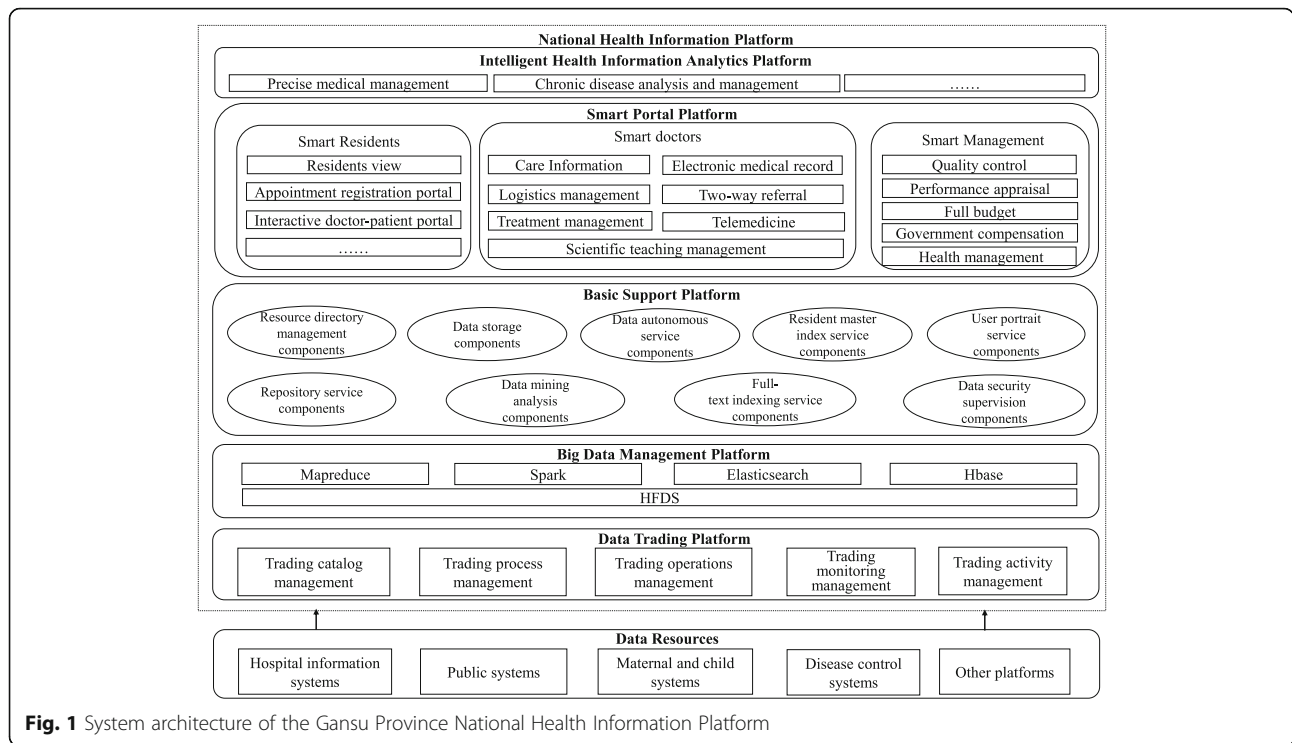 National Health Information Platform
Intelligent Health Information Analytics Platform
Precise medical management
Chronic disease analysis and management
……
Smart Portal Platform
Smart Residents
Residents view
Appointment registration portal
Interactive doctor-patient portal
……
Smart doctors
Care Information
Electronic medical record
Logistics management
Two-way referral
Treatment management
Telemedicine
Scientific teaching management
Smart Management
Quality control
Performance appraisal
Full budget
Government compensation
Health management
Basic Support Platform
Resource directory
management
components
Data storage
components
Data autonomous
service
components
Resident master
index service
components
User portrait
service
components
Repository service
components
Data mining
analysis
components
Full-
text indexing service
components
Data security
supervision
components
Big Data Management Platform
Mapreduce
Spark
Elasticsearch
Hbase
HFDS
Data Trading Platform
Trading catalog
management
Trading process
management
Trading operations
management
Trading
monitoring
management
Trading activity
management
Data Resources
Hospital information
systems
Public systems
Maternal and child
systems
Disease control
systems
Other platforms
Fig. 1 System architecture of the Gansu Province National Health Information Platform